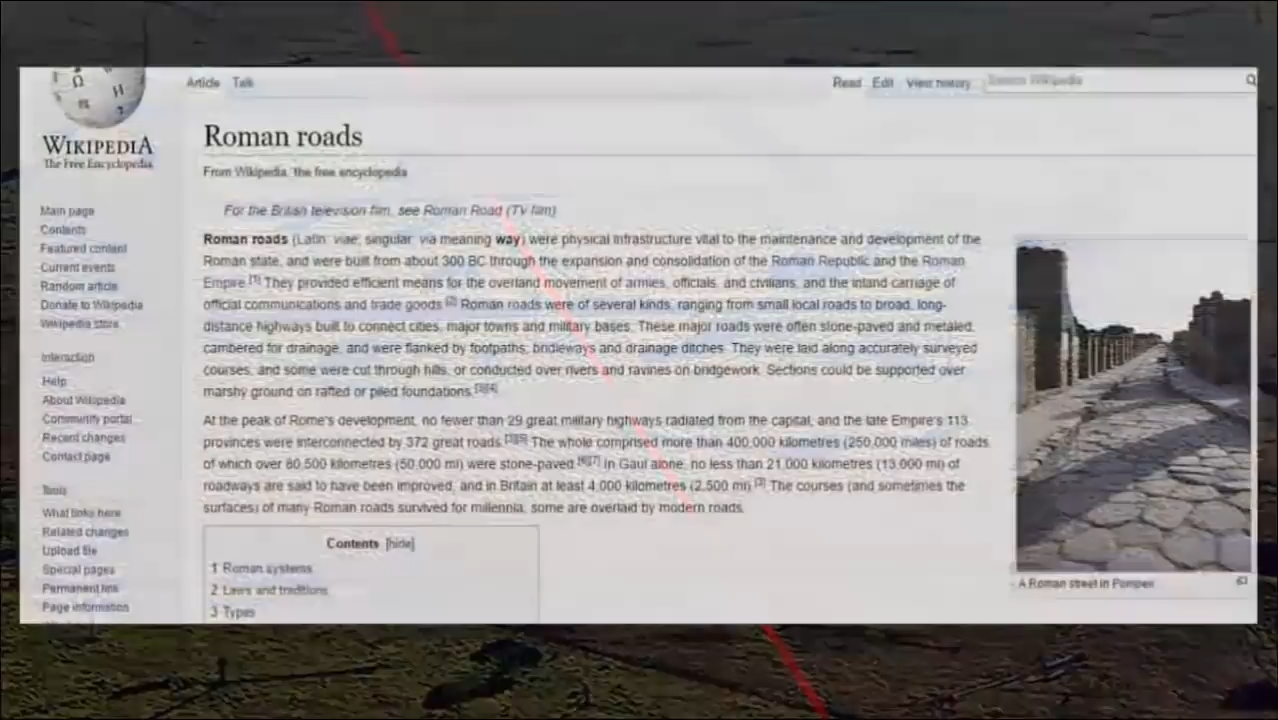 Article Talk Read Edit View history Search Wikipedia
WIKIPEDIA
The Free Encyclopedia
Roman roads
From Wikipedia, the free encyclopedia
For the British television film, see Roman Road (TV film)
Roman roads (Latin: viae; singular: via meaning way) were physical infrastructure vital to the maintenance and development of the
Roman state, and were built from about 300 BC through the expansion and consolidation of the Roman Republic and the Roman
Empire.[1] They provided efficient means for the overland movement of armies, officials, and civilians, and the inland carriage of
official communications and trade goods.[2] Roman roads were of several kinds, ranging from small local roads to broad, long-
distance highways built to connect cities, major towns and military bases. These major roads were often stone-paved and metaled,
cambered for drainage, and were flanked by footpaths, bridleways and drainage ditches. They were laid along accurately surveyed
courses, and some were cut through hills, or conducted over rivers and ravines on bridgework. Sections could be supported over
marshy ground on rafted or piled foundations.[3][4]
At the peak of Rome's development, no fewer than 29 great military highways radiated from the capital, and the late Empire's 113
provinces were interconnected by 372 great roads.[3][5] The whole comprised more than 400,000 kilometres (250,000 miles) of roads
of which over 80,500 kilometres (50,000 mi) were stone-paved.[6][7] In Gaul alone, no less than 21,000 kilometres (13,000 mi) of
roadways are said to have been improved, and in Britain at least 4,000 kilometres (2,500 mi).[3] The courses (and sometimes the
surfaces) of many Roman roads survived for millennia, some are overlaid by modern roads.
Contents [hide]
1 Roman systems
2 Laws and traditions
3 Types
A Roman street in Pompeii
Main page
Contents
Featured content
Current events
Random article
Donate to Wikipedia
Wikipedia store
Interaction
Help
About Wikipedia
Community portal
Recent changes
Contact page
Tools
What links here
Related changes
Upload file
Special pages
Permanent link
Page information